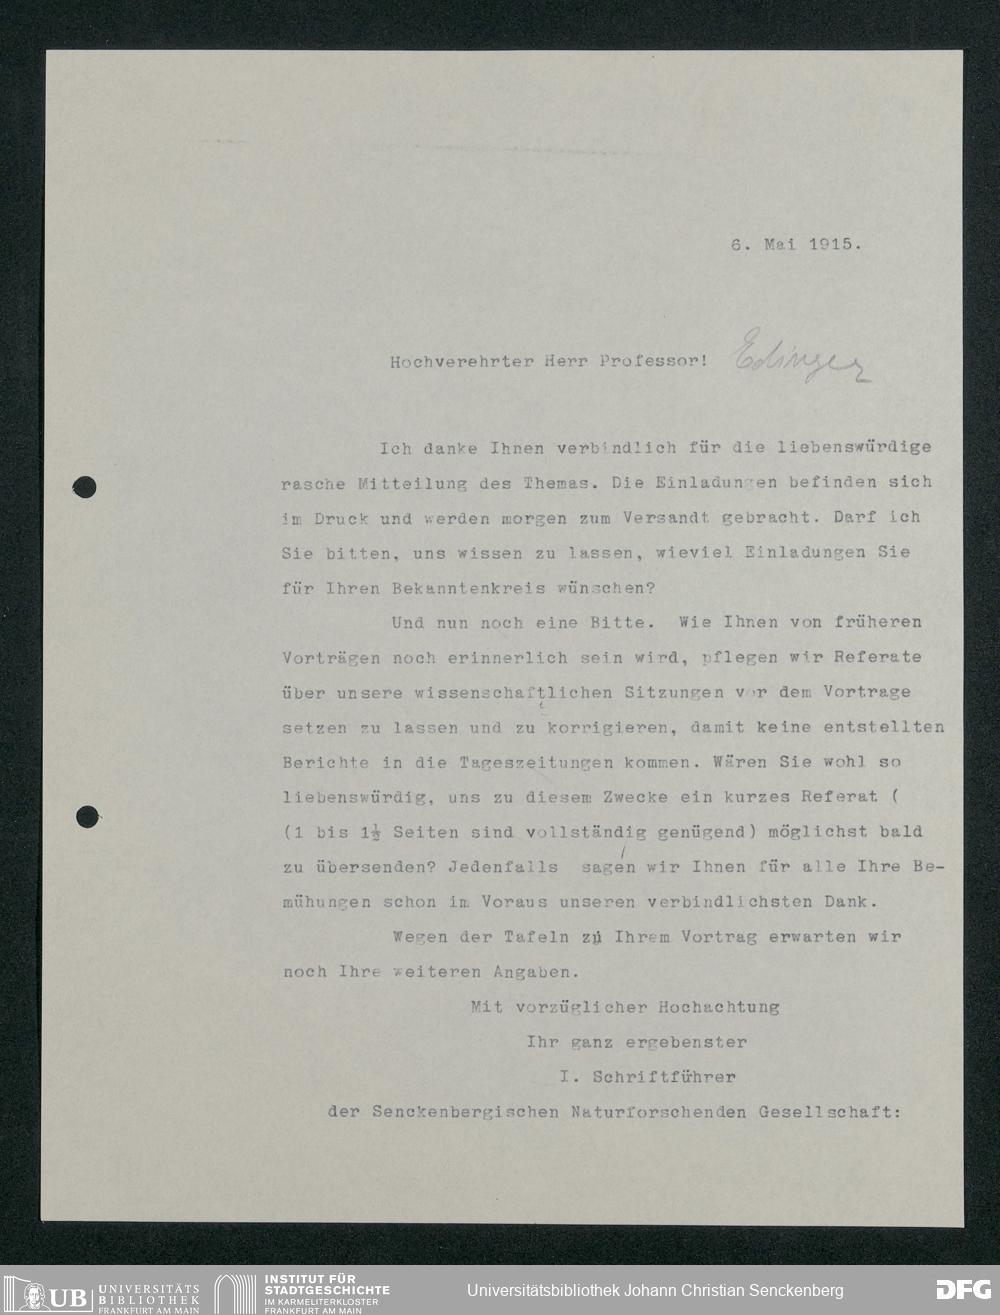 6. Mai 1915.
Hochverehrter Herr Professor! Edinger
Ich danke Ihnen verbindlich für die liebenswürdige
rasche Mitteilung des Themas. Die Einladungen befinden sich
im Druck und werden morgen zum Versandt gebracht. Darf ich
Sie bitten, uns wissen zu lassen, wieviel Einladungen Sie
für Ihren Bekanntenkreis wünschen?
Und nun noch eine Bitte. Wie Ihnen von früheren
Vorträgen noch erinnerlich sein wird, pflegen wir Referate
über unsere wissenschaftlichen Sitzungen vor dem Vortrage
setzen zu lassen und zu korrigieren, damit keine entstellten
Berichte in die Tageszeitungen kommen. Wären Sie wohl so
liebenswürdig, uns zu diesem Zwecke ein kurzes Referat (
(1 bis 1½ Seiten sind vollständig genügend) möglichst bald
zu übersenden? Jedenfalls sagen wir Ihnen für alle Ihre Be-
mühungen schon im Voraus unseren verbindlichsten Dank.
Wegen der Tafeln zu Ihrem Vortrag erwarten wir
noch Ihre weiteren Angaben.
Mit vorzüglicher Hochachtung
Ihr ganz ergebenster
I. Schriftführer
der Senckenbergischen Naturforschenden Gesellschaft:
UB UNIVERSITÄTS
BIBLIOTHEK
FRANKFURT AM MAIN
INSTITUT FÜR
STADTGESCHICHTE
IM KARMELITERKLOSTER
FRANKFURT AM MAIN
Universitätsbibliothek Johann Christian Senckenberg
DFG